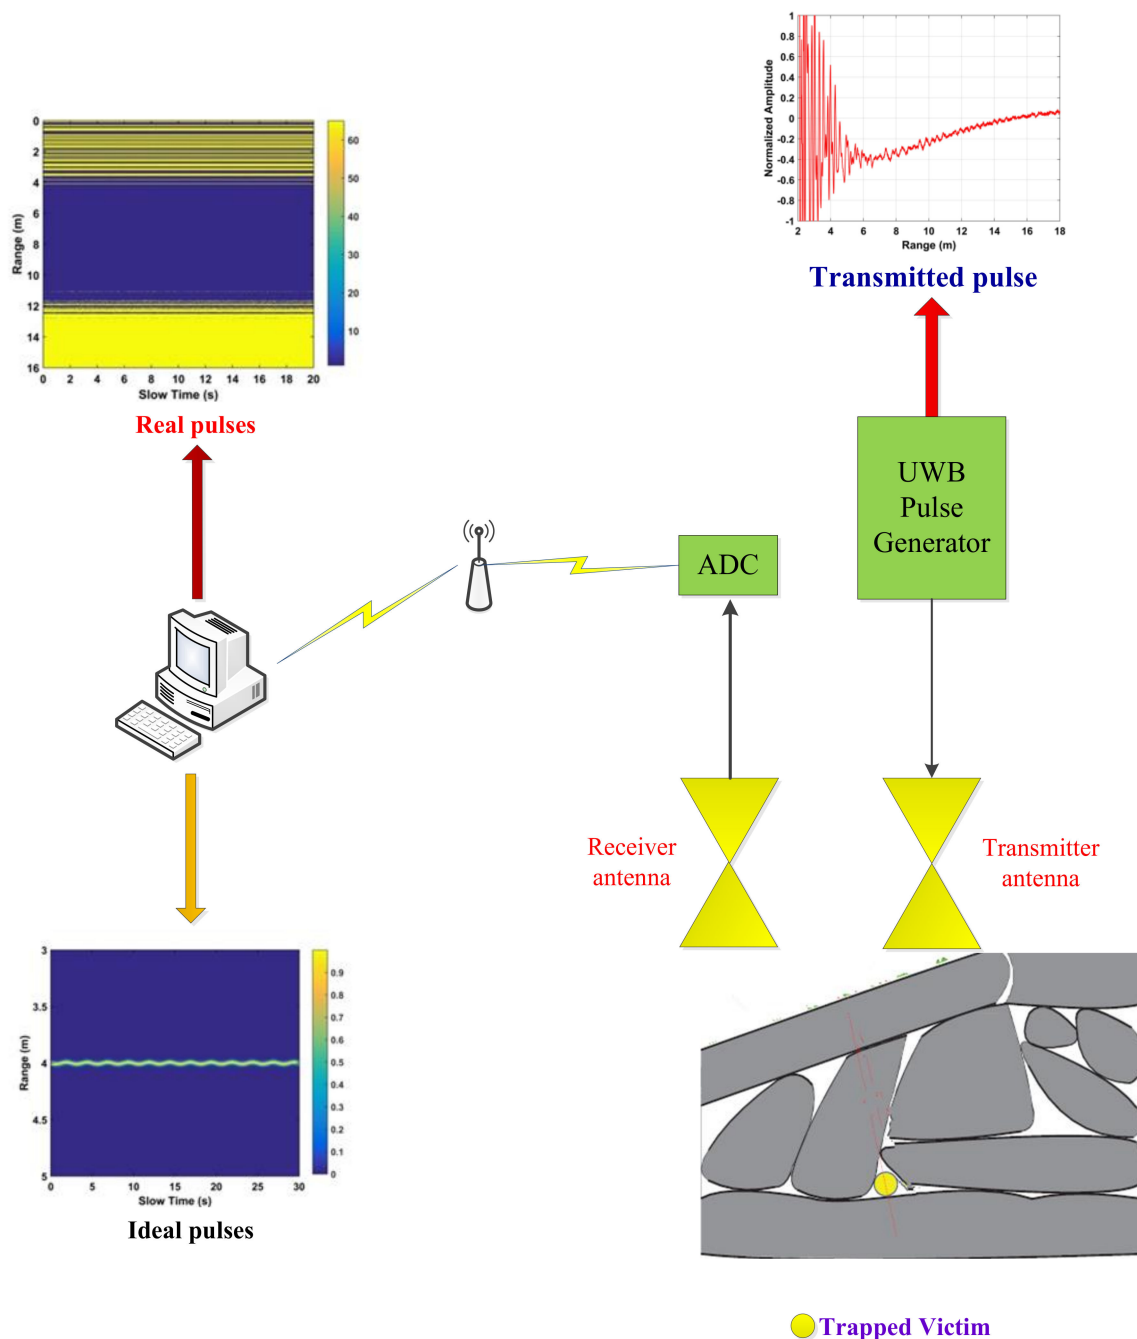 1
0.8
0.6
0.4
0.2
0
-0.2
-0.4
-0.6
-0.8
-1
Normalized Amplitude
2 4 6 8 10 12 14 16 18
Range (m)
Transmitted pulse
0
2
4
6
8
10
12
14
16
Range (m)
0 2 4 6 8 10 12 14 16 18 20
Slow Time (s)
60
50
40
30
20
10
Real pulses
UWB
Pulse
Generator
ADC
Receiver
antenna
Transmitter
antenna
3
3.5
4
4.5
5
Range (m)
0 5 10 15 20 25 30
Slow Time (s)
0.9
0.8
0.7
0.6
0.5
0.4
0.3
0.2
0.1
0
Ideal pulses
Trapped Victim